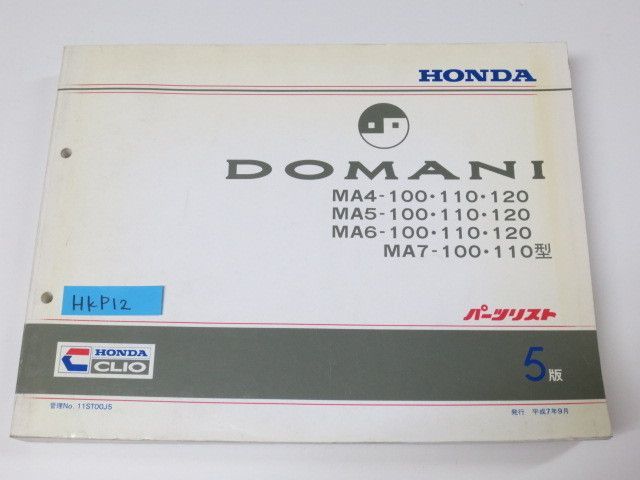 HONDA
DOMANI
MA4-100・110・120
MA5-100・110・120
MA6-100・110・120
MA7-100・110型
HKP12
パーツリスト
HONDA
CLIO
5版
管理No. 11ST00J5
発行 平成7年9月